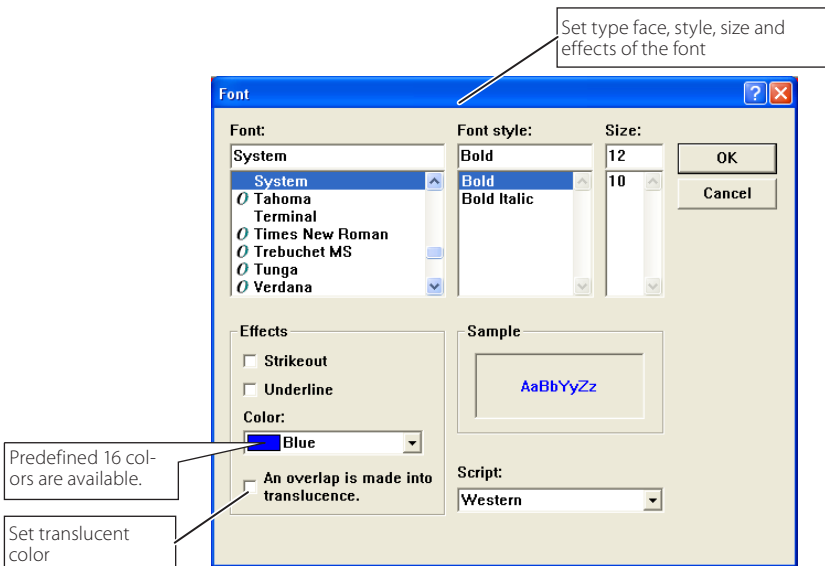 Set type face, style, size and
effects of the font
Font
Font:
Font style:
Size:
System
Bold
12
OK
System
Bold
10
Cancel
O Tahoma
Bold Italic
Terminal
O Times New Roman
O Trebuchet MS
O Tunga
O Verdana
Effects
Sample
Strikeout
AaBbYyZz
Underline
Color:
Blue
Predefined 16 col-
ors are available.
An overlap is made into
translucence.
Script:
Western
Set translucent
color